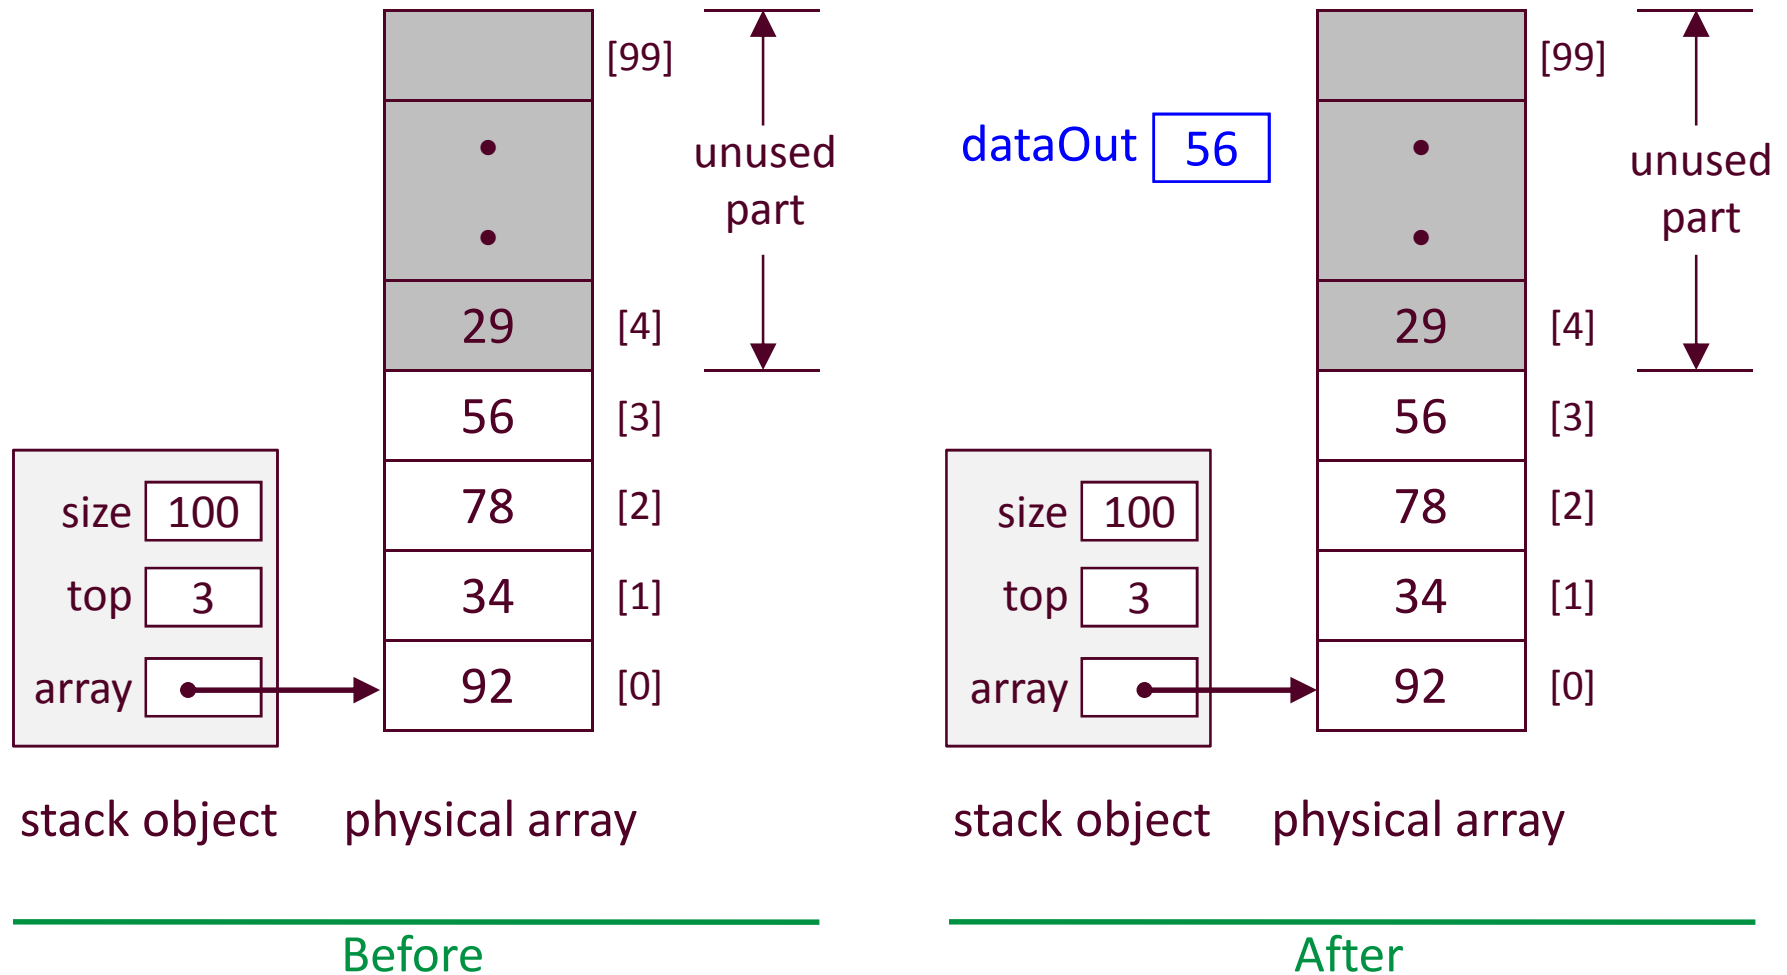 [99]
unused
part
29 [4]
56 [3]
size 100
78 [2]
top 3
34 [1]
array
92 [0]
stack object
physical array
Before
[99]
dataOut 56
unused
part
29 [4]
56 [3]
size 100
78 [2]
top 3
34 [1]
array
92 [0]
stack object
physical array
After